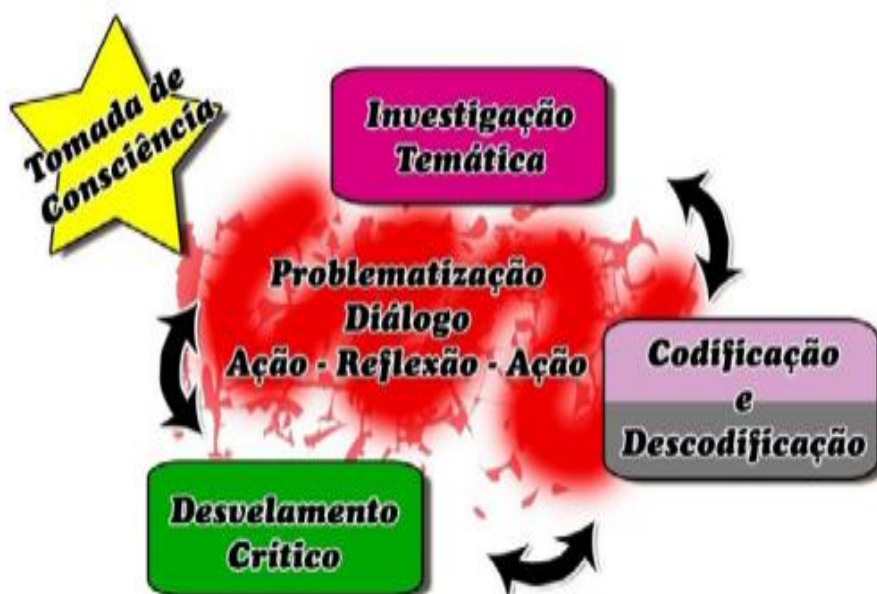 Tomada de
Consciência
Investigação
Temática
Problematização
Diálogo
Ação - Reflexão - Ação
Codificação
e
Descodificação
Desvelamento
Crítico